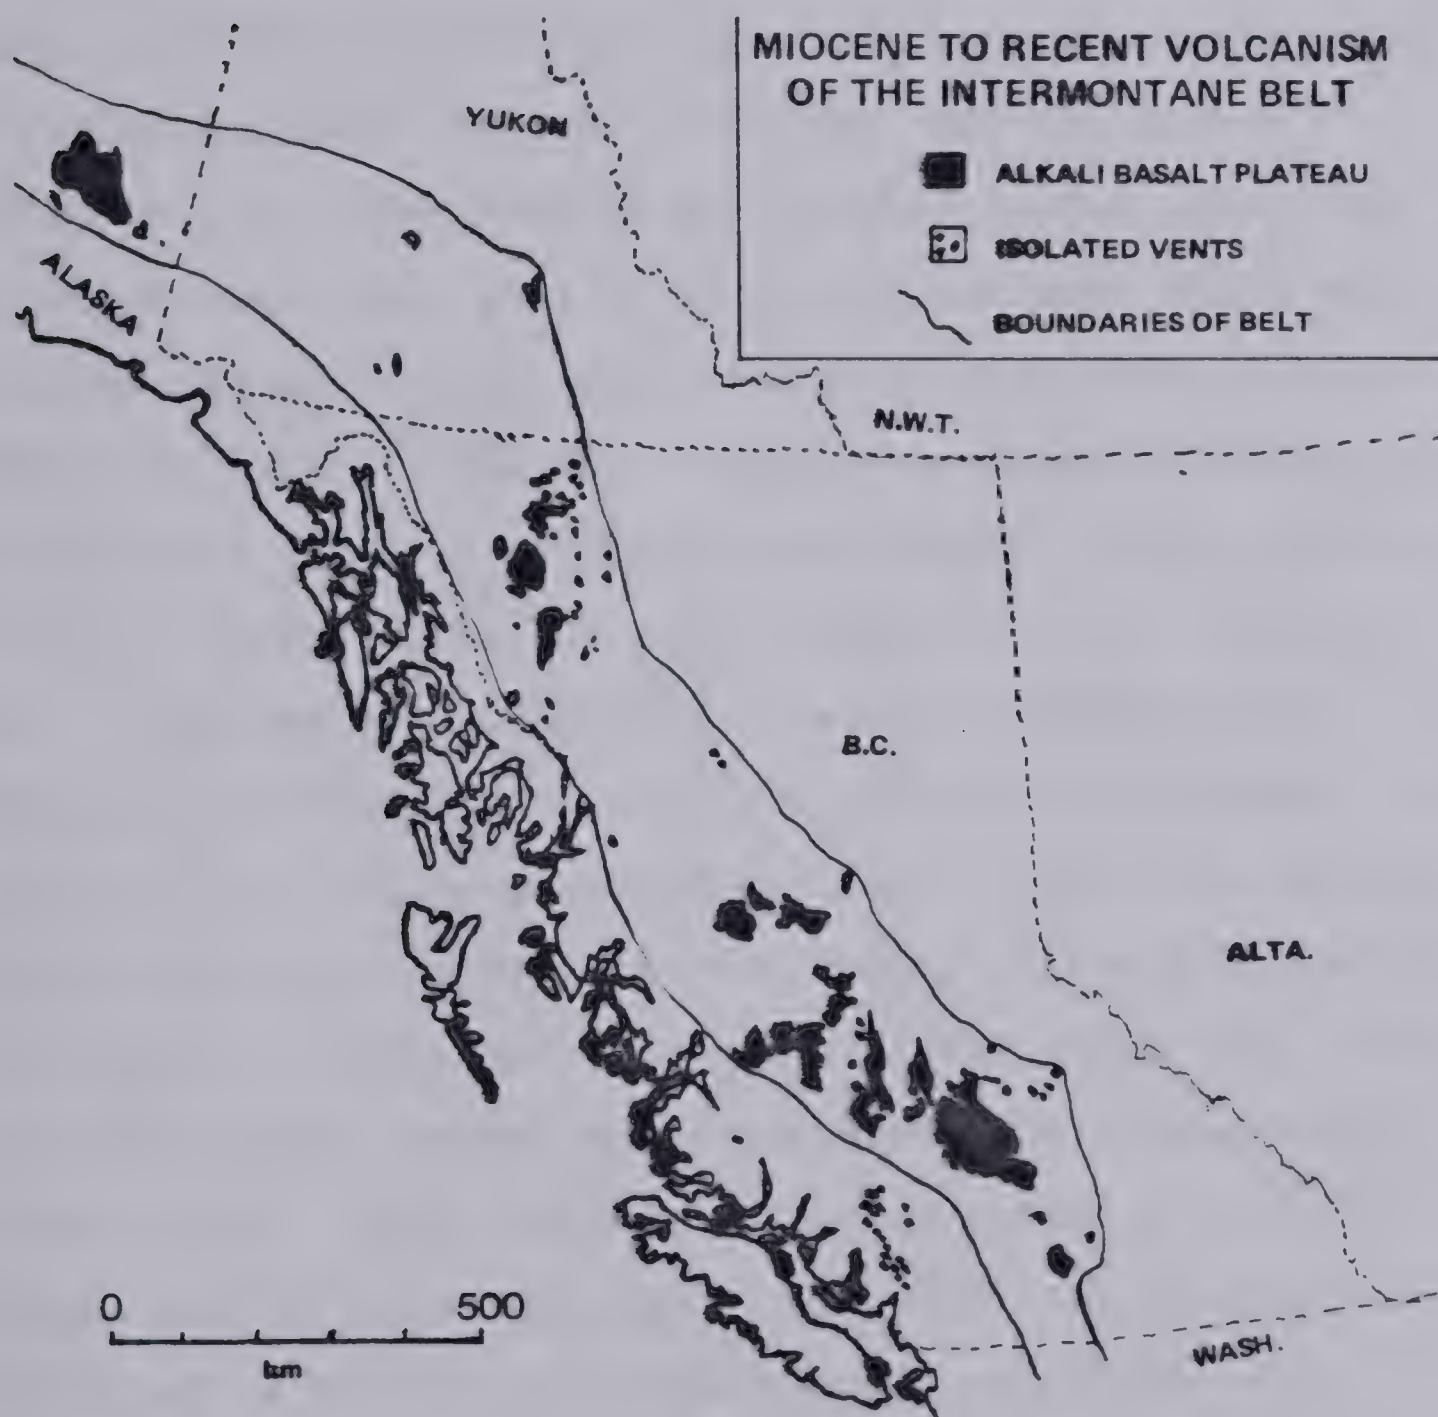 MIOCENE TO RECENT VOLCANISM
OF THE INTERMONTANE BELT
ALKALI BASALT PLATEAU
ISOLATED VENTS
BOUNDARIES OF BELT
YUKON
ALASKA
N.W.T.
B.C.
ALTA.
WASH.
0 500
km